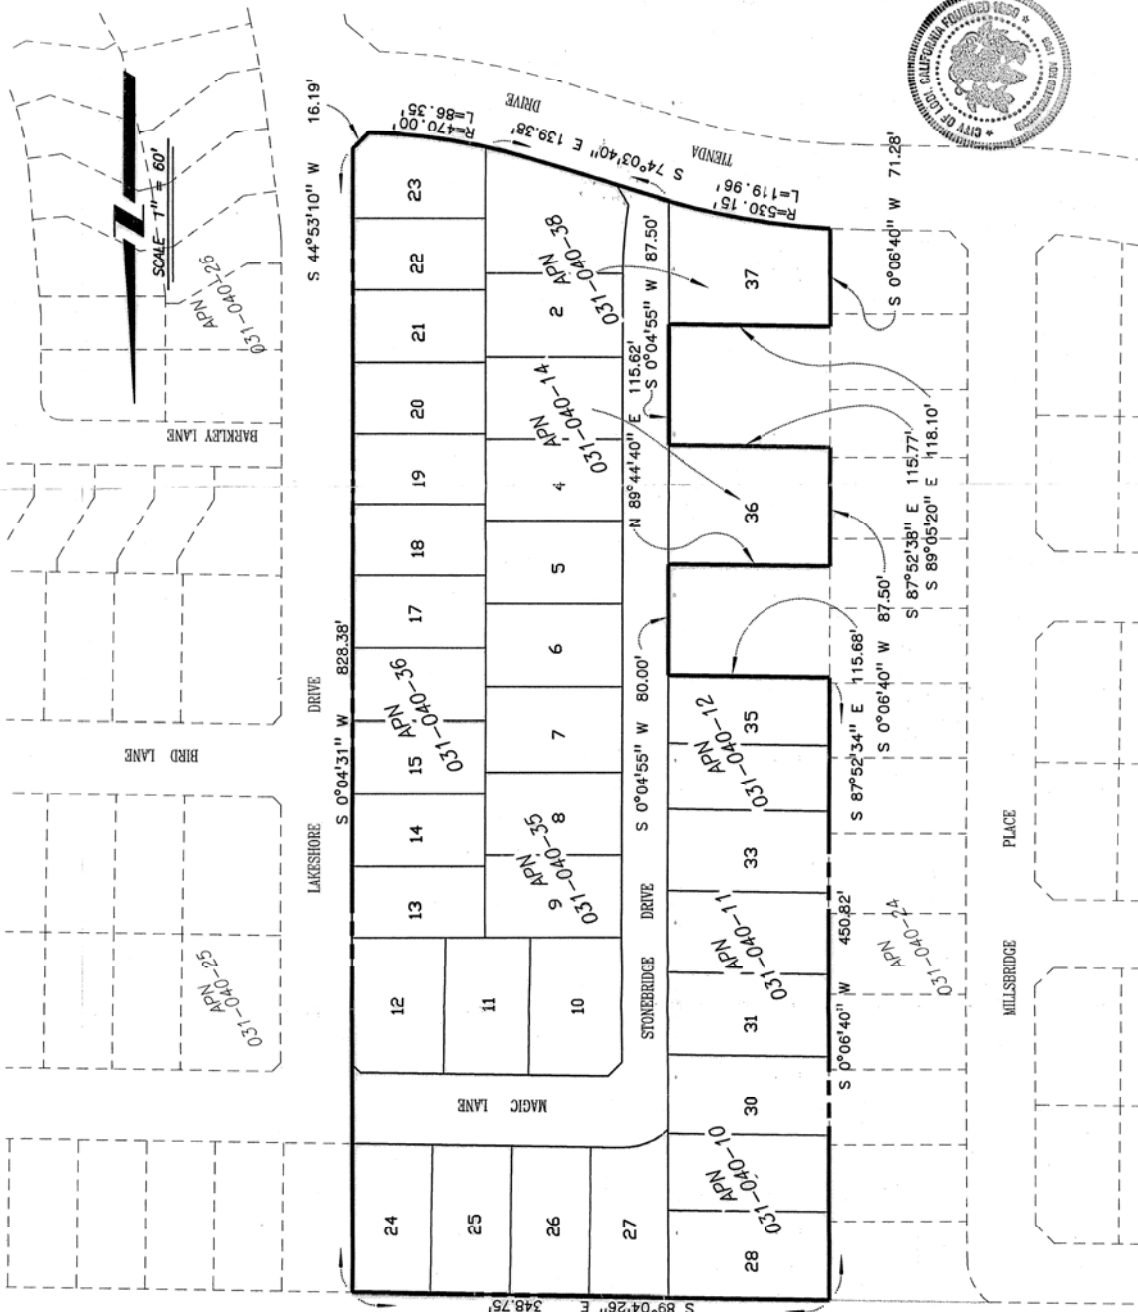 CITY OF LODI, CALIFORNIA FOUNDED 1869
16.19'
S 44°53'10" W
SCALE 1" = 60'
APN
031-040-26
BARKLEY LANE
R=470.00'
L=86.35'
DRIVE
S 74°03'40" E 139.38'
TIENDA
R=530.15'
L=119.96'
S 0°06'40" W 71.28'
23
22
21
20
19
18
17
15
14
13
12
11
10
APN
031-040-38
2
APN
031-040-14
4
5
6
7
8
9 APN
031-040-35
APN
031-040-36
S 0°04'55" W 87.50'
N 89°44'40" E 115.62'
37
36
35
S 87°52'38" E 115.77'
S 89°05'20" E 118.10'
S 0°06'40" W 87.50'
S 87°52'34" E 115.68'
S 0°04'55" W 80.00'
APN
031-040-12
33
APN
031-040-11
31
30
APN
031-040-10
28
LAKESHORE DRIVE
S 0°04'31" W 828.38'
BIRD LANE
APN
031-040-25
STONEBRIDGE DRIVE
MAGIC LANE
24
25
26
27
S 0°06'40" W 450.82'
APN
031-040-24
MILLSBRIDGE PLACE
S 89°04'26" E 348.75'